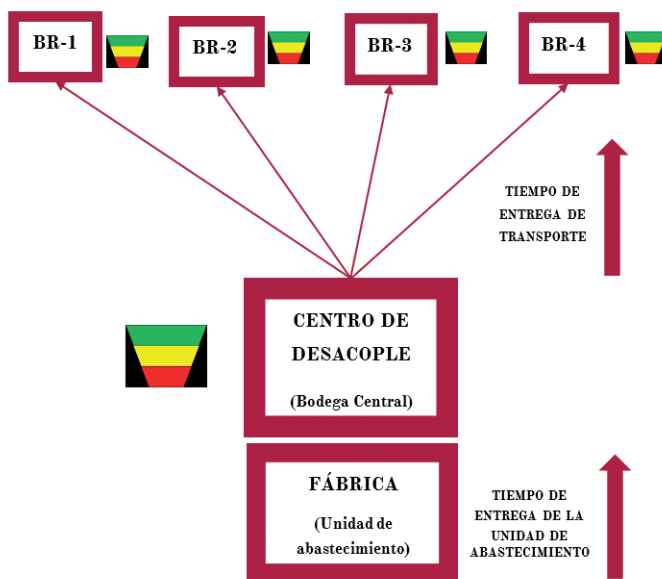 BR-1
BR-2
BR-3
BR-4
TIEMPO DE
ENTREGA DE
TRANSPORTE
CENTRO DE
DESACOPLE
(Bodega Central)
FÁBRICA
(Unidad de
abastecimiento)
TIEMPO DE
ENTREGA DE LA
UNIDAD DE
ABASTECIMIENTO